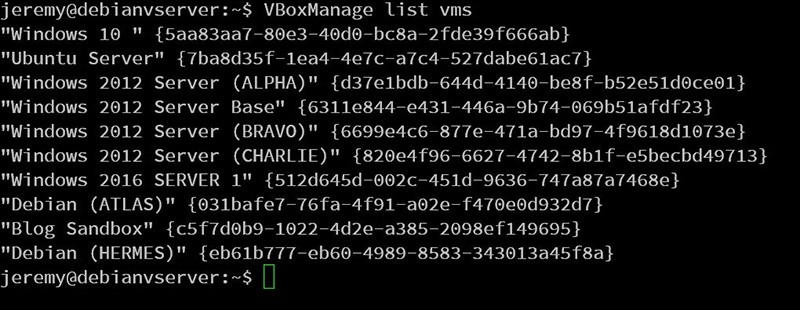 jeremy@debianvserver:~$ VBoxManage list vms
"Windows 10 " {5aa83aa7-80e3-40d0-bc8a-2fde39f666ab}
"Ubuntu Server" {7ba8d35f-1ea4-4e7c-a7c4-527dabe61ac7}
"Windows 2012 Server (ALPHA)" {d37e1bdb-644d-4140-be8f-b52e51d0ce01}
"Windows 2012 Server Base" {6311e844-e431-446a-9b74-069b51afdf23}
"Windows 2012 Server (BRAVO)" {6699e4c6-877e-471a-bd97-4f9618d1073e}
"Windows 2012 Server (CHARLIE)" {820e4f96-6627-4742-8b1f-e5becbd49713}
"Windows 2016 SERVER 1" {512d645d-002c-451d-9636-747a87a7468e}
"Debian (ATLAS)" {031bafe7-76fa-4f91-a02e-f470e0d932d7}
"Blog Sandbox" {c5f7d0b9-1022-4d2e-a385-2098ef149695}
"Debian (HERMES)" {eb61b777-eb60-4989-8583-343013a45f8a}
jeremy@debianvserver:~$